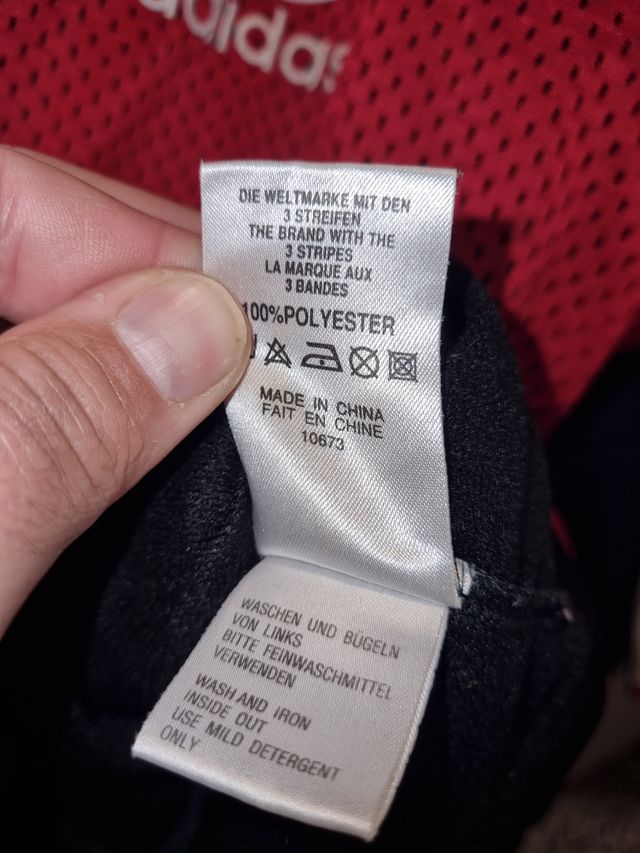 adidas
DIE WELTMARKE MIT DEN
3 STREIFEN
THE BRAND WITH THE
3 STRIPES
LA MARQUE AUX
3 BANDES
100%POLYESTER
MADE IN CHINA
FAIT EN CHINE
10673
WASCHEN UND BÜGELN
VON LINKS
BITTE FEINWASCHMITTEL
VERWENDEN
WASH AND IRON
INSIDE OUT
USE MILD DETERGENT
ONLY